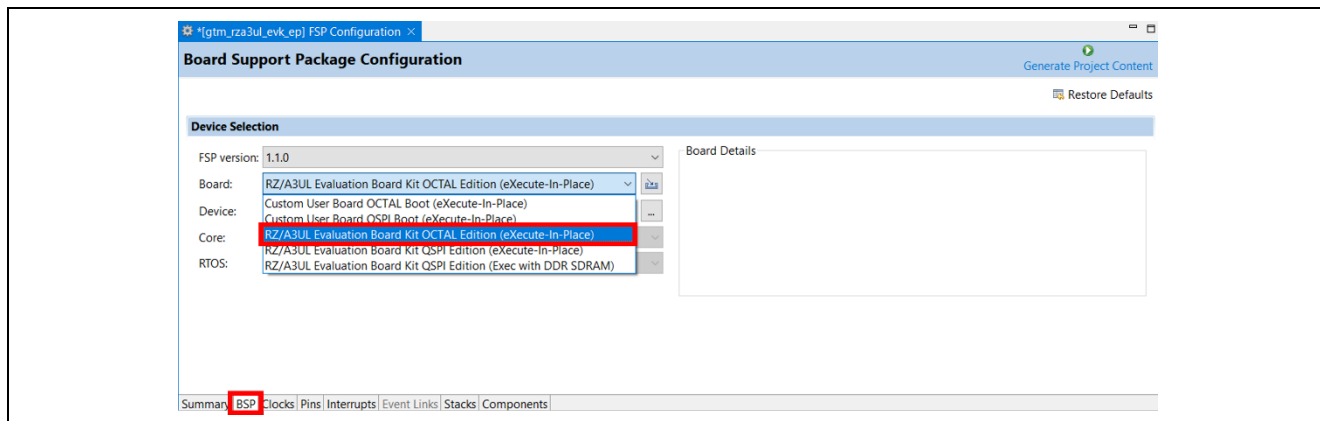 *[gtm_rza3ul_evk_ep] FSP Configuration ×
Board Support Package Configuration
Generate Project Content
Restore Defaults
Device Selection
FSP version: 1.1.0
Board Details
Board: RZ/A3UL Evaluation Board Kit OCTAL Edition (eXecute-In-Place)
Device: Custom User Board OCTAL Boot (eXecute-In-Place)
...
Custom User Board QSPI Boot (eXecute-In-Place)
Core: RZ/A3UL Evaluation Board Kit OCTAL Edition (eXecute-In-Place)
RZ/A3UL Evaluation Board Kit QSPI Edition (eXecute-In-Place)
RTOS: RZ/A3UL Evaluation Board Kit QSPI Edition (Exec with DDR SDRAM)
Summary BSP Clocks Pins Interrupts Event Links Stacks Components